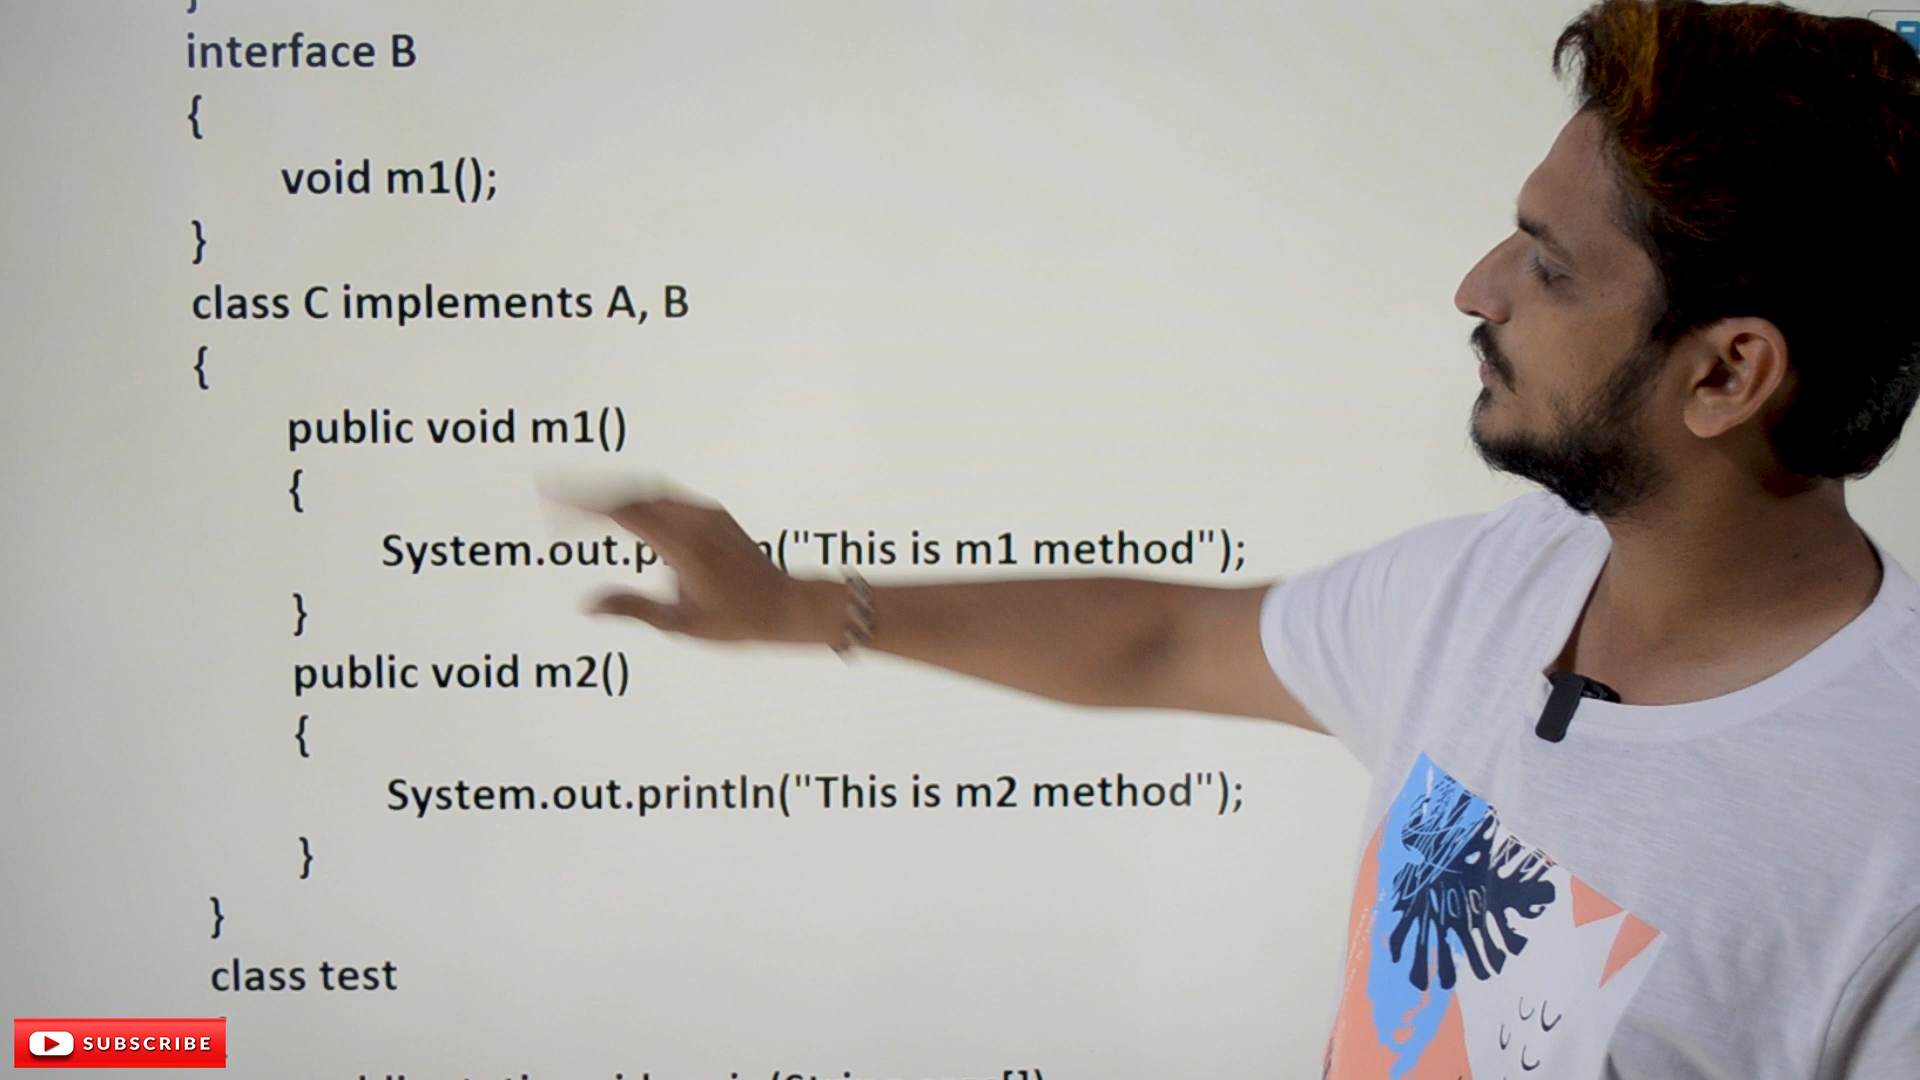 }
interface B
{
void m1();
}
class C implements A, B
{
public void m1()
{
System.out.p n("This is m1 method");
}
public void m2()
{
System.out.println("This is m2 method");
}
}
class test
SUBSCRIBE